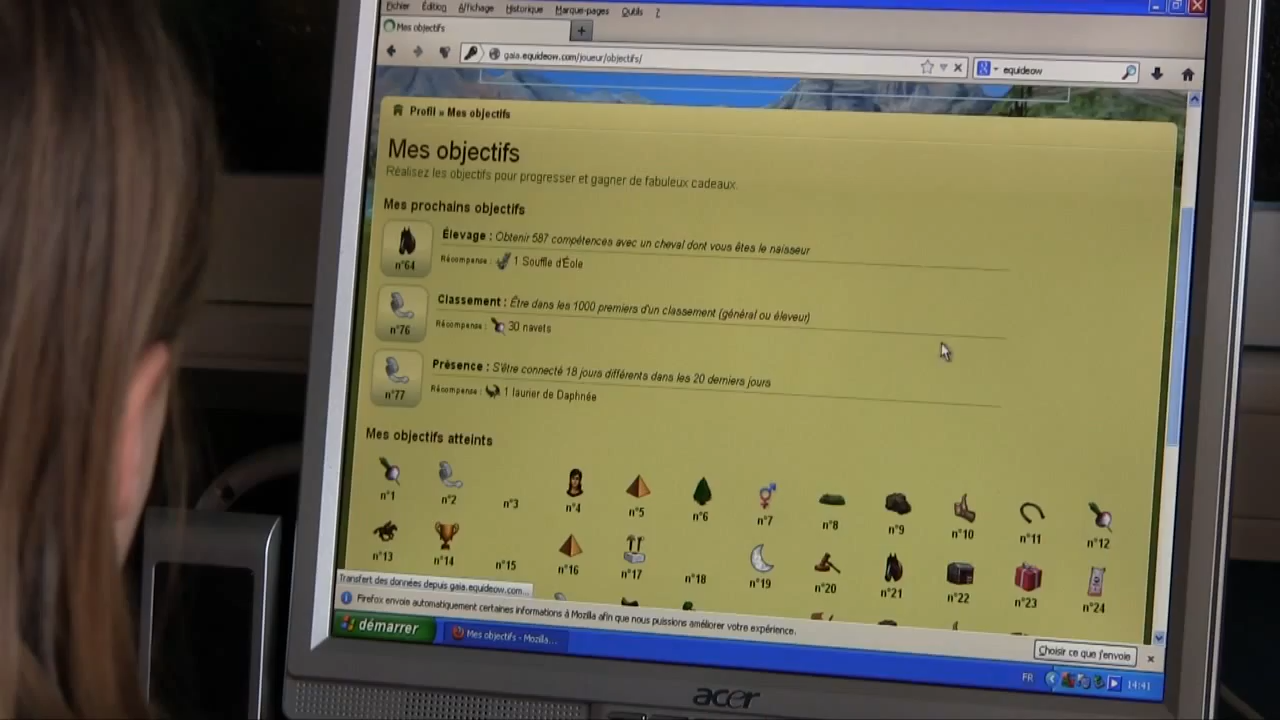 Fichier Édition Affichage Historique Marque-pages Outils ?
Mes objectifs +
gaia.equideow.com/joueur/objectifs/ equideow
Profil » Mes objectifs
Mes objectifs
Réalisez les objectifs pour progresser et gagner de fabuleux cadeaux.
Mes prochains objectifs
Élevage : Obtenir 587 compétences avec un cheval dont vous êtes le naisseur
n°64 Récompense : 1 Souffle d'Éole
Classement : Être dans les 1000 premiers d'un classement (général ou éleveur)
n°76 Récompense : 30 navets
Présence : S'être connecté 18 jours différents dans les 20 derniers jours
n°77 Récompense : 1 laurier de Daphnée
Mes objectifs atteints
n°1 n°2 n°3 n°4 n°5 n°6 n°7 n°8 n°9 n°10 n°11 n°12
n°13 n°14 n°15 n°16 n°17 n°18 n°19 n°20 n°21 n°22 n°23 n°24
Transfert des données depuis gaia.equideow.com...
Firefox envoie automatiquement certaines informations à Mozilla afin que nous puissions améliorer votre expérience.
Choisir ce que j'envoie
démarrer Mes objectifs - Mozilla... FR 14:41
acer